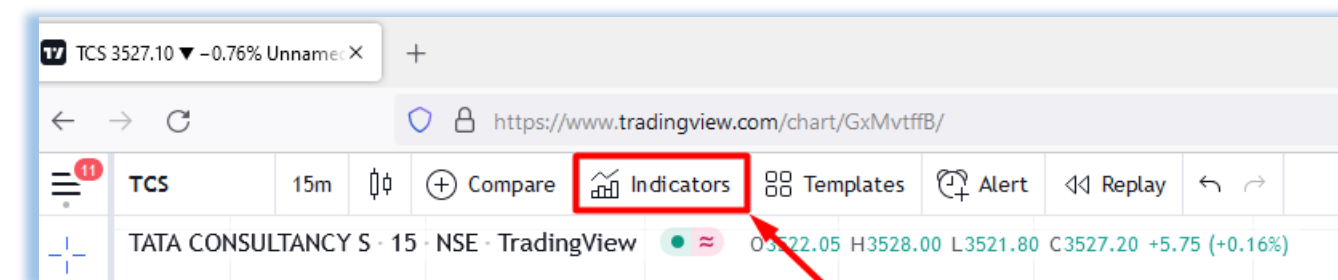 TCS 3527.10 ▼ −0.76% Unnamed
https://www.tradingview.com/chart/GxMvtffB/
11
TCS 15m Compare Indicators Templates Alert Replay
TATA CONSULTANCY S · 15 · NSE · TradingView O3522.05 H3528.00 L3521.80 C3527.20 +5.75 (+0.16%)